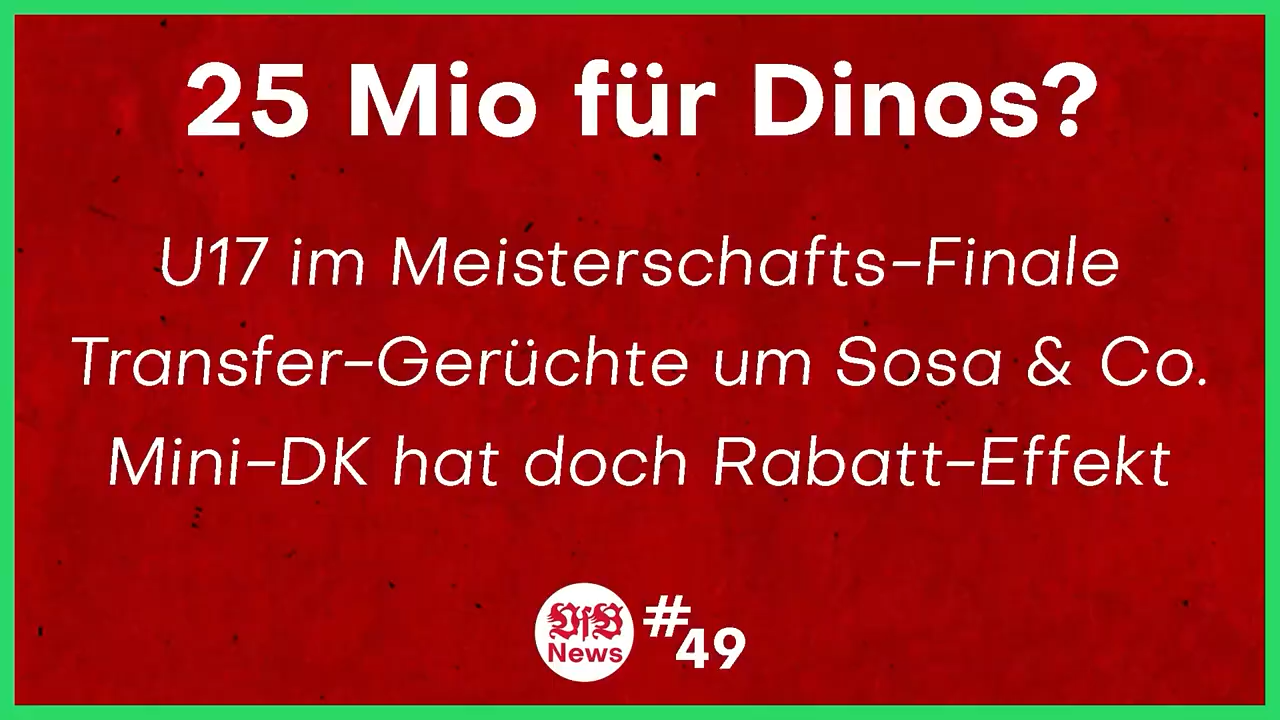 25 Mio für Dinos?
U17 im Meisterschafts-Finale
Transfer-Gerüchte um Sosa & Co.
Mini-DK hat doch Rabatt-Effekt
VfB
News
#49